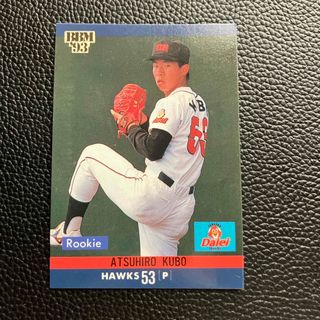 BBM
'93
Rookie
Daiei
ATSUHIRO KUBO
HAWKS 53 [P]